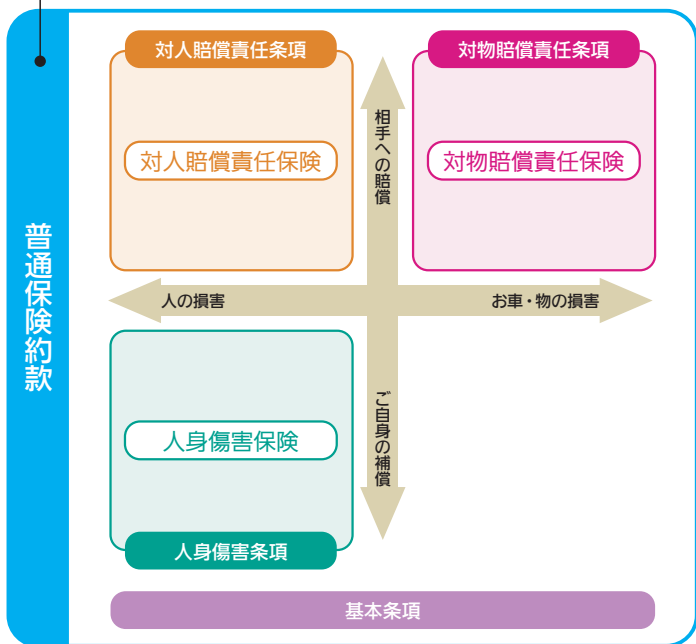 普通保険約款
対人賠償責任条項
対人賠償責任保険
対物賠償責任条項
対物賠償責任保険
相手への賠償
人の損害
お車・物の損害
ご自身の補償
人身傷害保険
人身傷害条項
基本条項